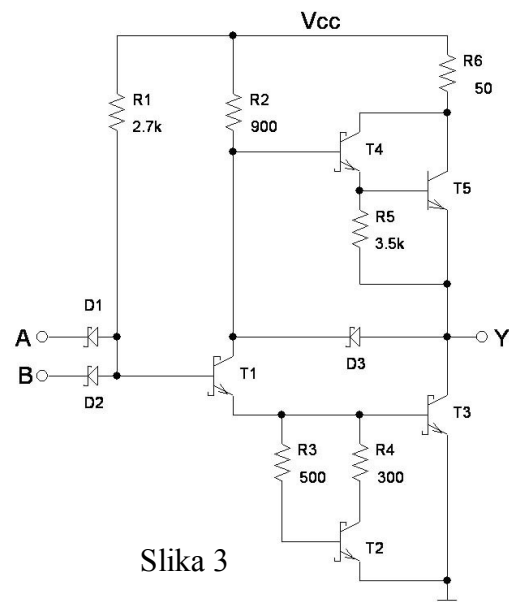 Vcc
R6
50
R1
2.7k
R2
900
T4
T5
R5
3.5k
D1
A
Y
D3
B
D2
T1
T3
R3
500
R4
300
T2
Slika 3